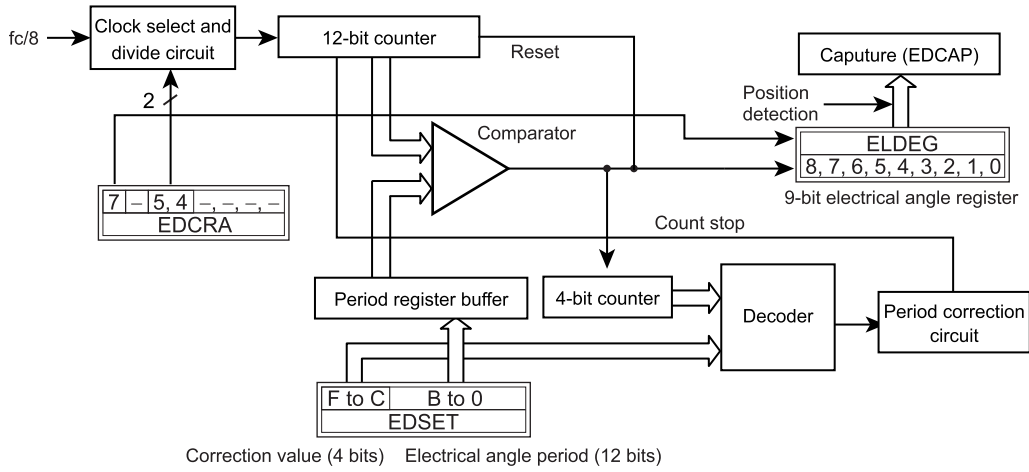 fc/8
Clock select and
divide circuit
12-bit counter
Reset
Caputure (EDCAP)
2
Position
detection
Comparator
ELDEG
8, 7, 6, 5, 4, 3, 2, 1, 0
9-bit electrical angle register
7 – 5, 4 –, –, –, –
EDCRA
Count stop
Period register buffer
4-bit counter
Decoder
Period correction
circuit
F to C B to 0
EDSET
Correction value (4 bits) Electrical angle period (12 bits)